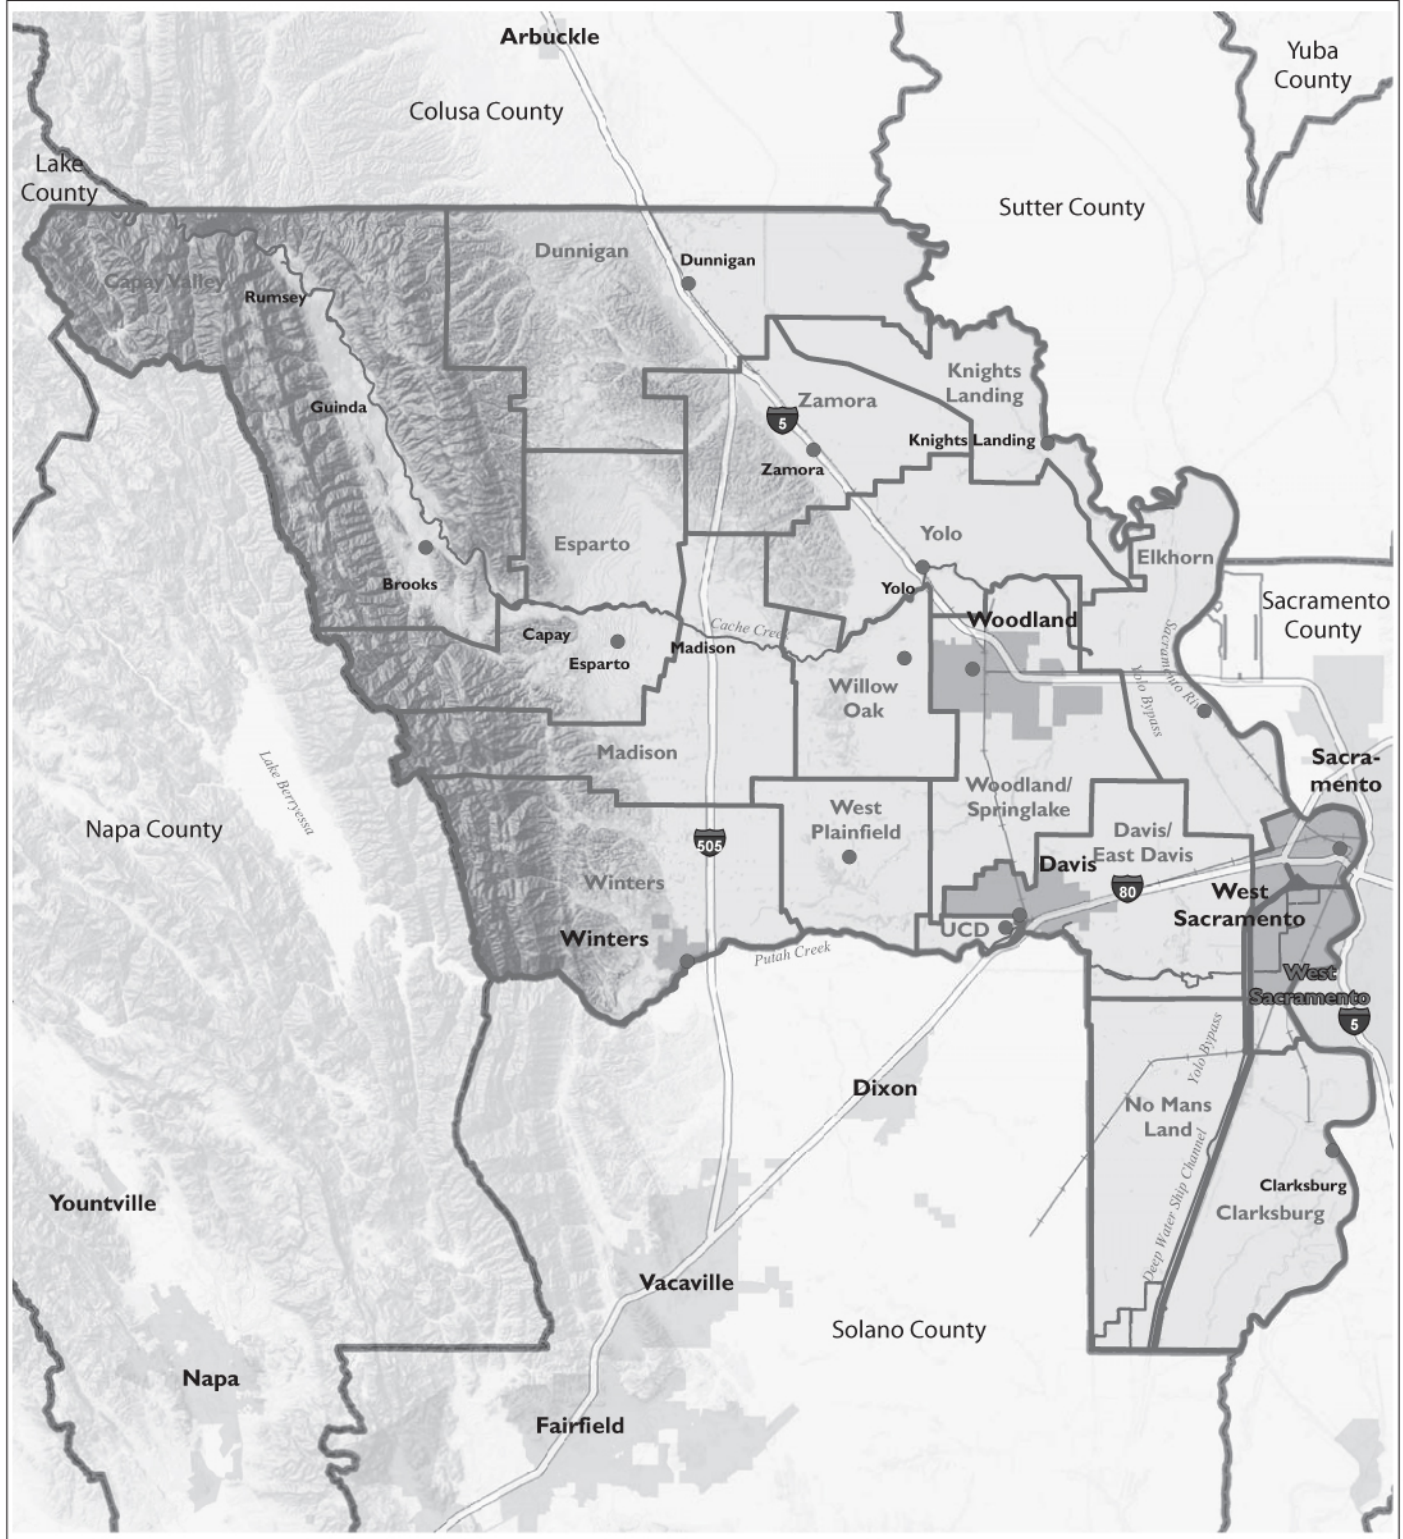 Arbuckle
Yuba
County
Colusa County
Lake
County
Sutter County
Dunnigan
Dunnigan
Capay Valley
Rumsey
Knights
Landing
Zamora
Guinda
5
Knights Landing
Zamora
Yolo
Esparto
Elkhorn
Brooks
Yolo
Sacramento
County
Woodland
Cache Creek
Capay
Madison
Esparto
Sacramento Riv
Yolo Bypass
Willow
Oak
Madison
Lake Berryessa
Sacra-
mento
Woodland/
Springlake
West
Plainfield
Napa County
Davis/
East Davis
505
Davis
Winters
80
West
Sacramento
Winters
UCD
Putah Creek
West
Sacramento
5
Yolo Bypass
Dixon
No Mans
Land
Deep Water Ship Channel
Clarksburg
Clarksburg
Yountville
Vacaville
Solano County
Napa
Fairfield